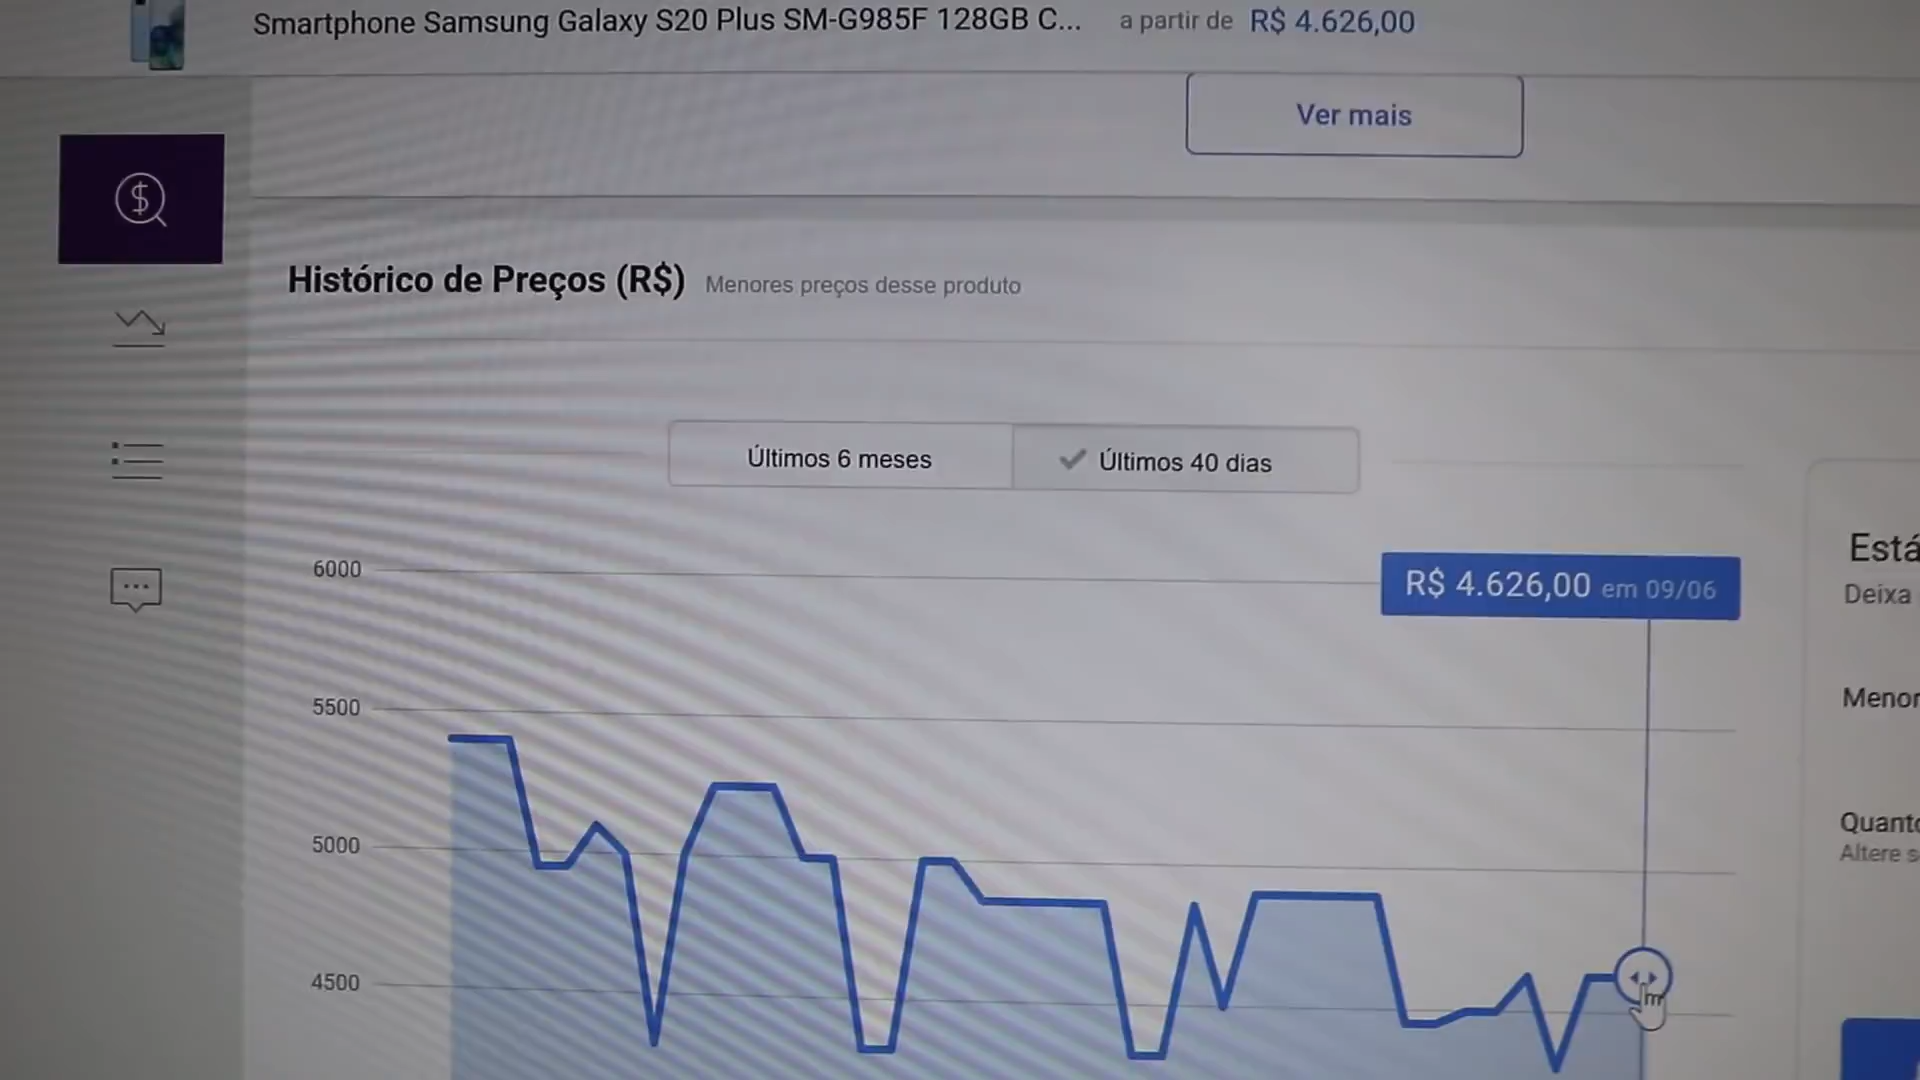 Smartphone Samsung Galaxy S20 Plus SM-G985F 128GB C... a partir de R$ 4.626,00
Ver mais
$
Histórico de Preços (R$) Menores preços desse produto
Últimos 6 meses Últimos 40 dias
6000
R$ 4.626,00 em 09/06
5500
5000
4500
Está
Deixa
Menor
Quanto
Altere s